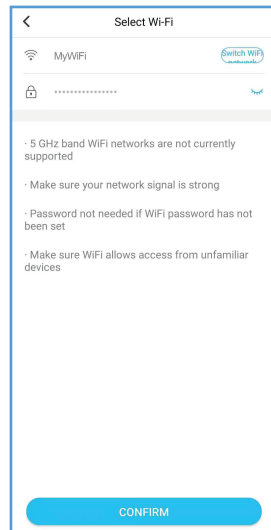 Select Wi-Fi
MyWiFi
Switch WiFi
network
···············
· 5 GHz band WiFi networks are not currently
supported
· Make sure your network signal is strong
· Password not needed if WiFi password has not
been set
· Make sure WiFi allows access from unfamiliar
devices
CONFIRM